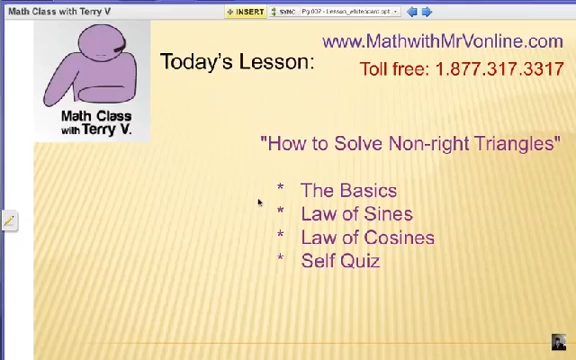 Math Class with Terry V
INSERT
SYNC
www.MathwithMrVonline.com
Today's Lesson:
Toll free: 1.877.317.3317
Math Class
with Terry V.
"How to Solve Non-right Triangles"
* The Basics
* Law of Sines
* Law of Cosines
* Self Quiz